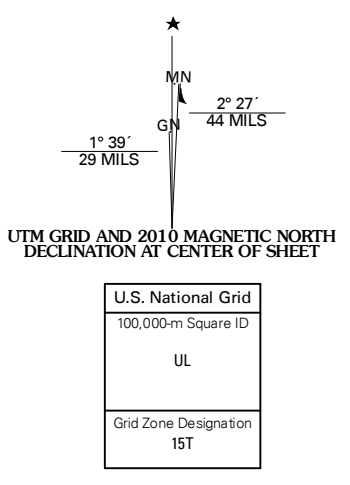 ★
MN
GN
2° 27´
44 MILS
1° 39´
29 MILS
UTM GRID AND 2010 MAGNETIC NORTH
DECLINATION AT CENTER OF SHEET
U.S. National Grid
100,000-m Square ID
UL
Grid Zone Designation
15T